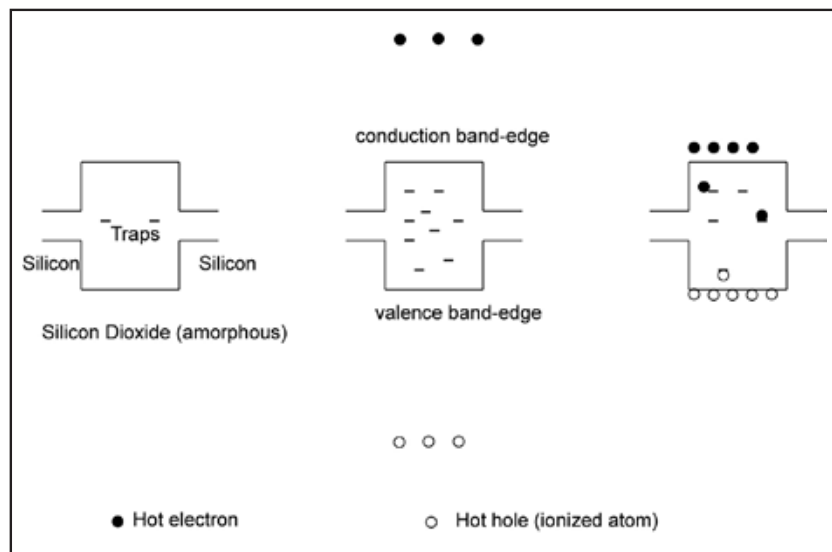 conduction band-edge
Traps
Silicon
Silicon
valence band-edge
Silicon Dioxide (amorphous)
Hot electron
Hot hole (ionized atom)